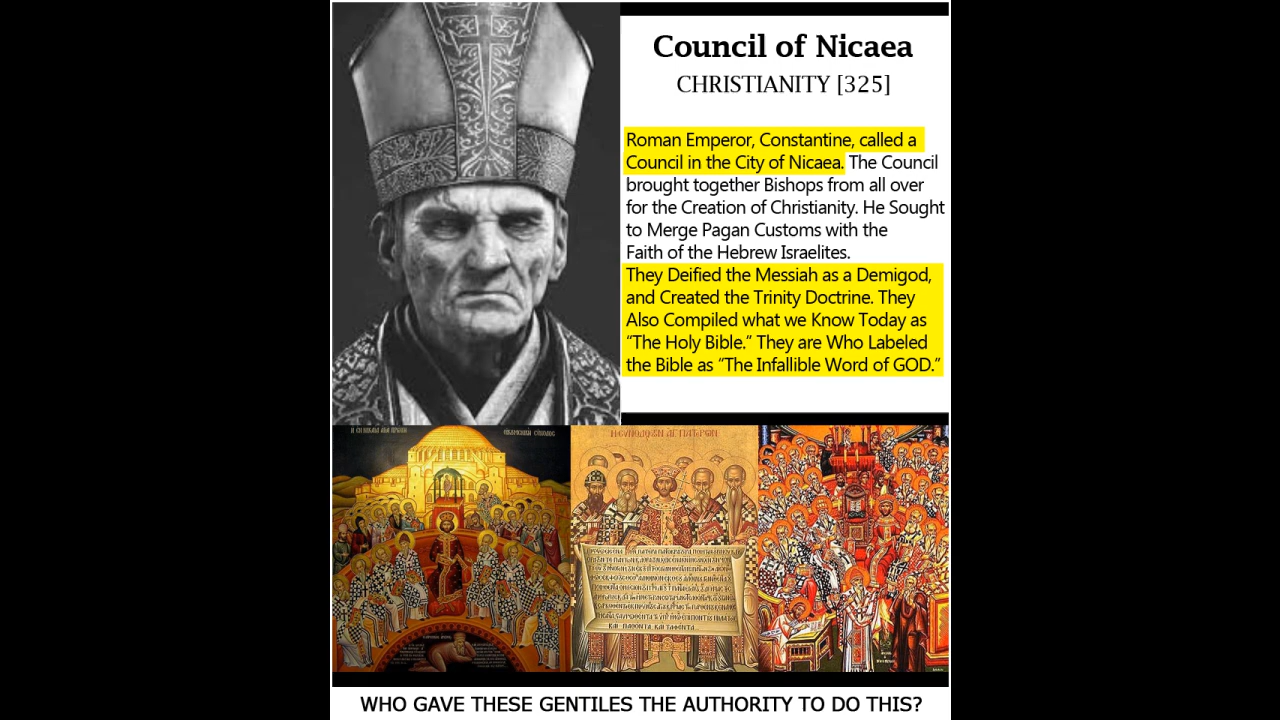 Council of Nicaea
CHRISTIANITY [325]
Roman Emperor, Constantine, called a
Council in the City of Nicaea. The Council
brought together Bishops from all over
for the Creation of Christianity. He Sought
to Merge Pagan Customs with the
Faith of the Hebrew Israelites.
They Deified the Messiah as a Demigod,
and Created the Trinity Doctrine. They
Also Compiled what we Know Today as
“The Holy Bible.” They are Who Labeled
the Bible as “The Infallible Word of GOD.”
WHO GAVE THESE GENTILES THE AUTHORITY TO DO THIS?